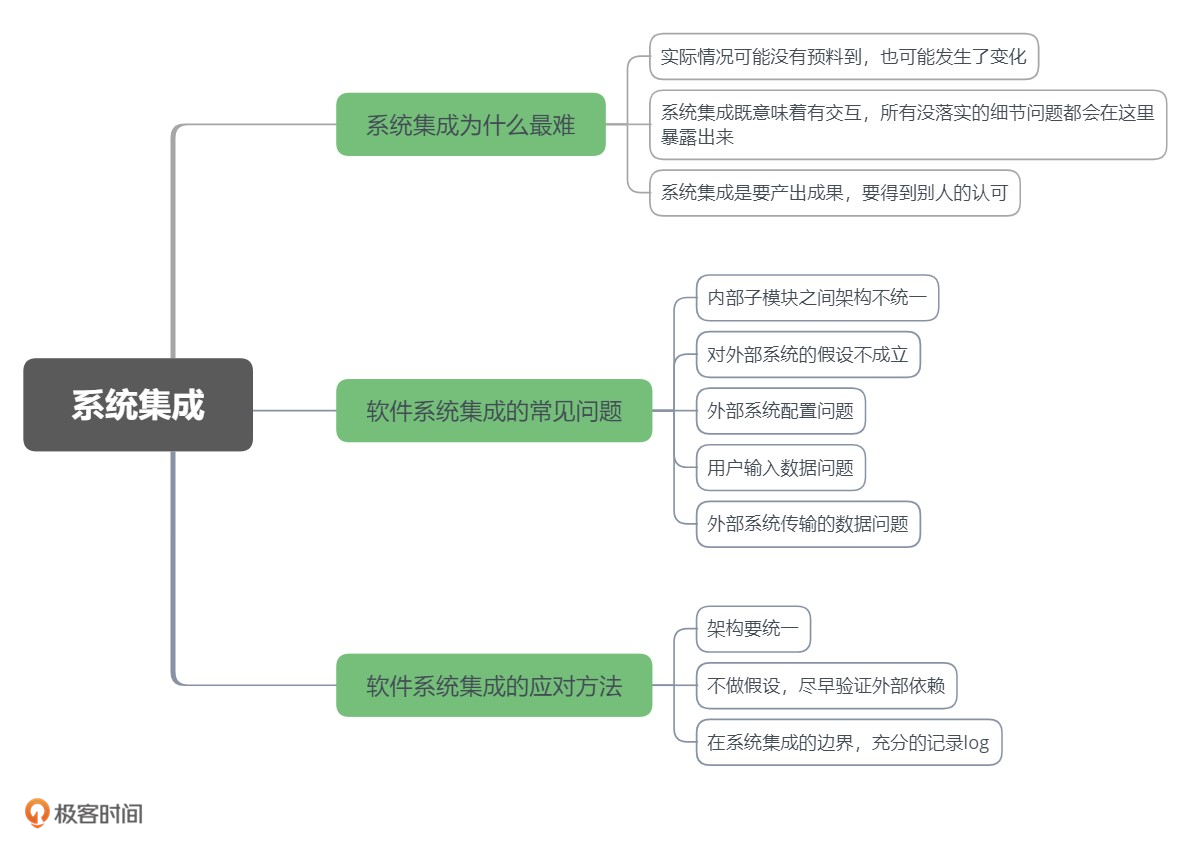 系统集成
系统集成为什么最难
实际情况可能没有预料到，也可能发生了变化
系统集成既意味着有交互，所有没落实的细节问题都会在这里
暴露出来
系统集成是要产出成果，要得到别人的认可
软件系统集成的常见问题
内部子模块之间架构不统一
对外部系统的假设不成立
外部系统配置问题
用户输入数据问题
外部系统传输的数据问题
软件系统集成的应对方法
架构要统一
不做假设，尽早验证外部依赖
在系统集成的边界，充分的记录log
极客时间